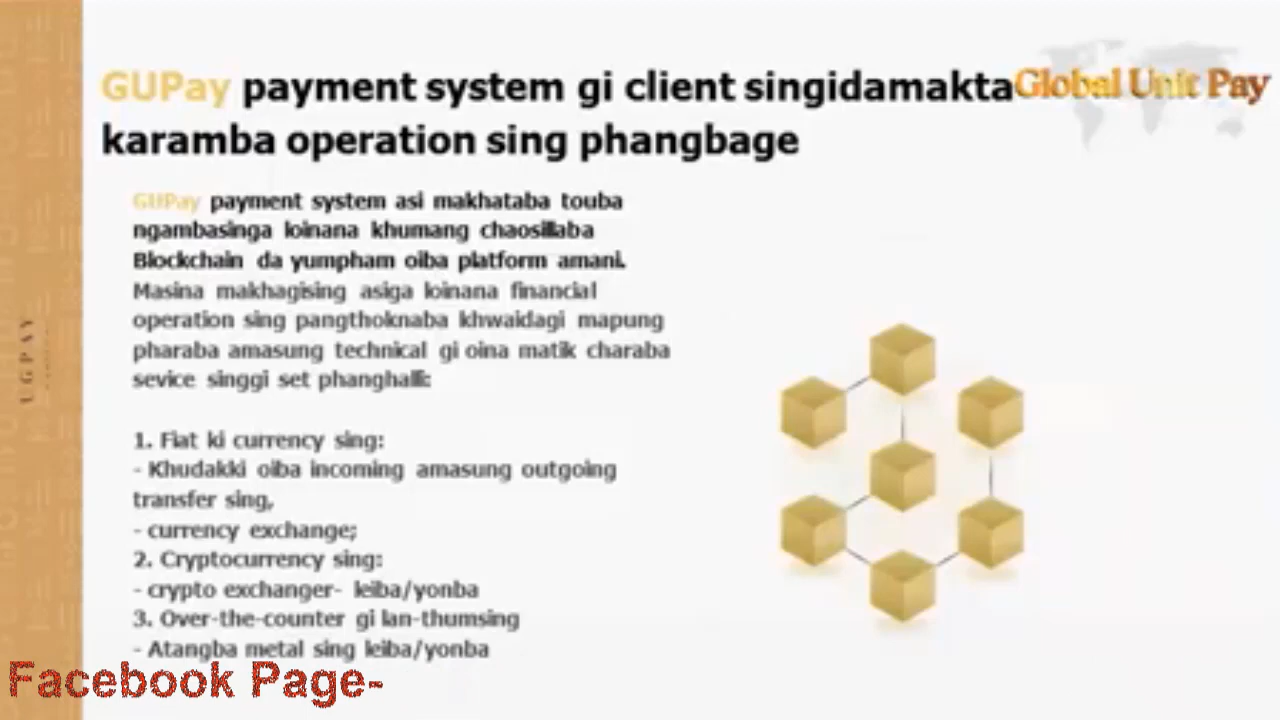 GUPay payment system gi client singidamakta
karamba operation sing phangbage
Global Unit Pay
GUPay payment system asi makhataba touba
ngambasinga loinana khumang chaosillaba
Blockchain da yumpham oiba platform amani.
Masina makhagising asiga loinana financial
operation sing pangthoknaba khwaidagi mapung
pharaba amasung technical gi oina matik charaba
sevice singgi set phanghalli:
1. Fiat ki currency sing:
- Khudakki oiba incoming amasung outgoing
transfer sing,
- currency exchange;
2. Cryptocurrency sing:
- crypto exchanger- leiba/yonba
3. Over-the-counter gi lan-thumsing
- Atangba metal sing leiba/yonba
UGPAY
Facebook Page-